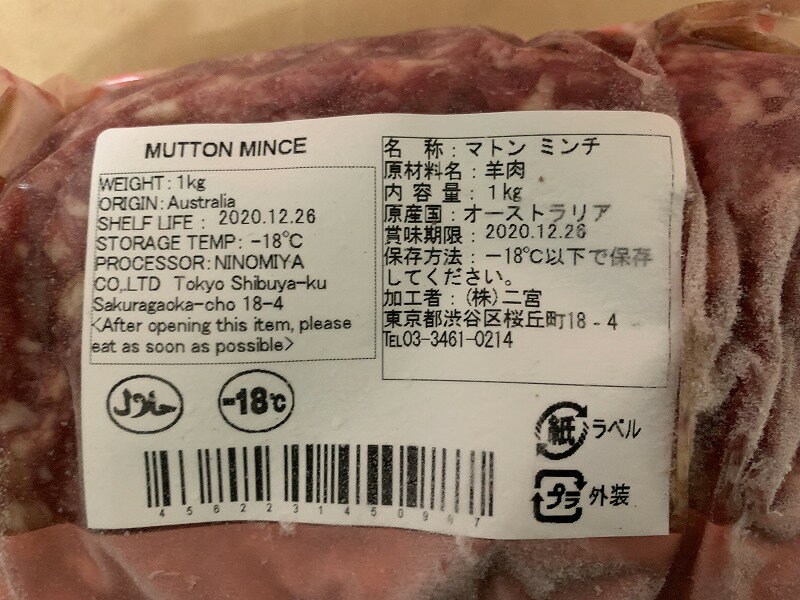 MUTTON MINCE
WEIGHT: 1kg
ORIGIN: Australia
SHELF LIFE : 2020.12.26
STORAGE TEMP: -18℃
PROCESSOR: NINOMIYA
CO,.LTD Tokyo Shibuya-ku
Sakuragaoka-cho 18-4
<After opening this item, please
eat as soon as possible>
名 称 : マトン ミンチ
原材料名 : 羊肉
内 容 量 : 1kg
原産国 : オーストラリア
賞味期限 : 2020.12.26
保存方法 : -18℃以下で保存
してください。
加工者 : (株)二宮
東京都渋谷区桜丘町18-4
℡03-3461-0214
حلال
-18℃
紙 ラベル
プラ 外装